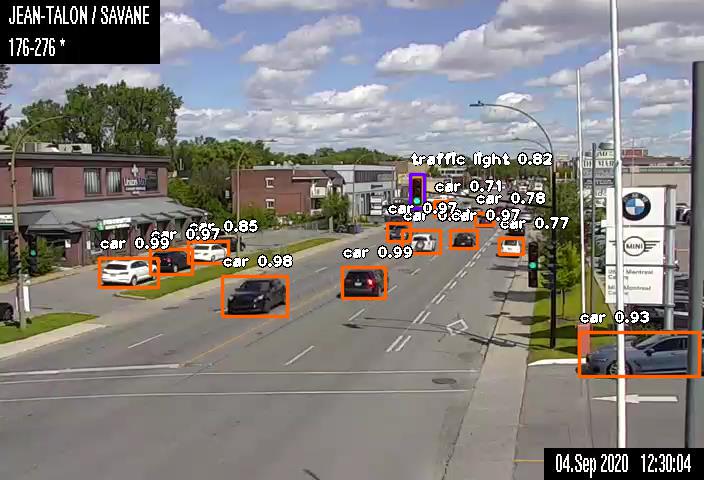 JEAN-TALON / SAVANE
176-276 *
traffic light 0.82
car 0.71
car 0.78
car 0.97
car 0.97
car 0.77
car 0.85
car 0.97
car 0.99
car 0.98
car 0.99
car 0.93
BMW
MINI
04.Sep 2020 12:30:04